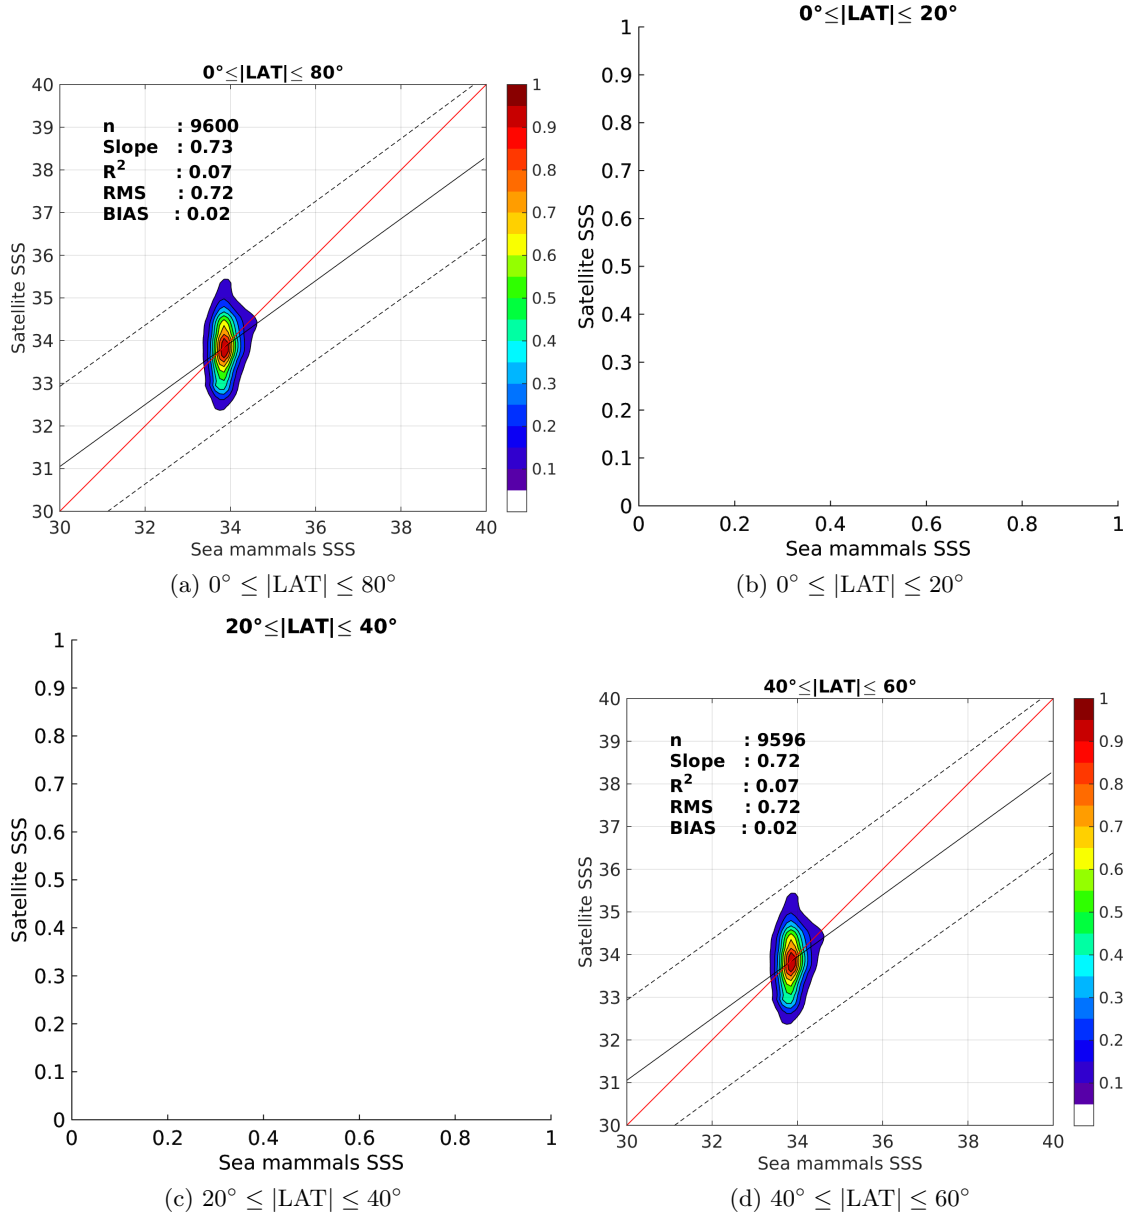 0°≤|LAT|≤ 80°
n : 9600
Slope : 0.73
R² : 0.07
RMS : 0.72
BIAS : 0.02
40
39
38
37
36
35
34
33
32
31
30
30 32 34 36 38 40
Satellite SSS
Sea mammals SSS
1
0.9
0.8
0.7
0.6
0.5
0.4
0.3
0.2
0.1
(a) 0° ≤ |LAT| ≤ 80°
0°≤|LAT|≤ 20°
1
0.9
0.8
0.7
0.6
0.5
0.4
0.3
0.2
0.1
0
0 0.2 0.4 0.6 0.8 1
Satellite SSS
Sea mammals SSS
(b) 0° ≤ |LAT| ≤ 20°
20°≤|LAT|≤ 40°
1
0.9
0.8
0.7
0.6
0.5
0.4
0.3
0.2
0.1
0
0 0.2 0.4 0.6 0.8 1
Satellite SSS
Sea mammals SSS
(c) 20° ≤ |LAT| ≤ 40°
40°≤|LAT|≤ 60°
n : 9596
Slope : 0.72
R² : 0.07
RMS : 0.72
BIAS : 0.02
40
39
38
37
36
35
34
33
32
31
30
30 32 34 36 38 40
Satellite SSS
Sea mammals SSS
1
0.9
0.8
0.7
0.6
0.5
0.4
0.3
0.2
0.1
(d) 40° ≤ |LAT| ≤ 60°